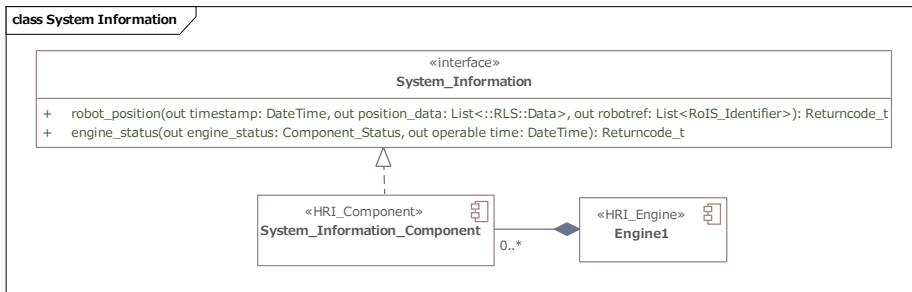 class System Information
«interface»
System_Information
+ robot_position(out timestamp: DateTime, out position_data: List<::RLS::Data>, out robotref: List<RoIS_Identifier>): Returncode_t
+ engine_status(out engine_status: Component_Status, out operable time: DateTime): Returncode_t
«HRI_Component»
System_Information_Component
0..*
«HRI_Engine»
Engine1